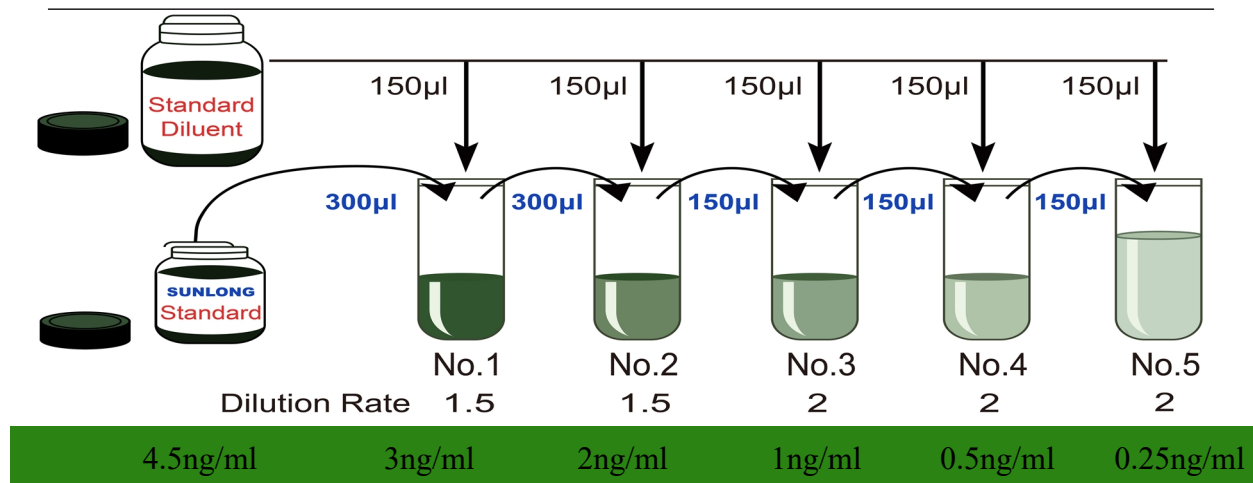 150µl 150µl 150µl 150µl 150µl
Standard
Diluent
300µl 300µl 150µl 150µl 150µl
SUNLONG
Standard
No.1 No.2 No.3 No.4 No.5
Dilution Rate 1.5 1.5 2 2 2
4.5ng/ml 3ng/ml 2ng/ml 1ng/ml 0.5ng/ml 0.25ng/ml